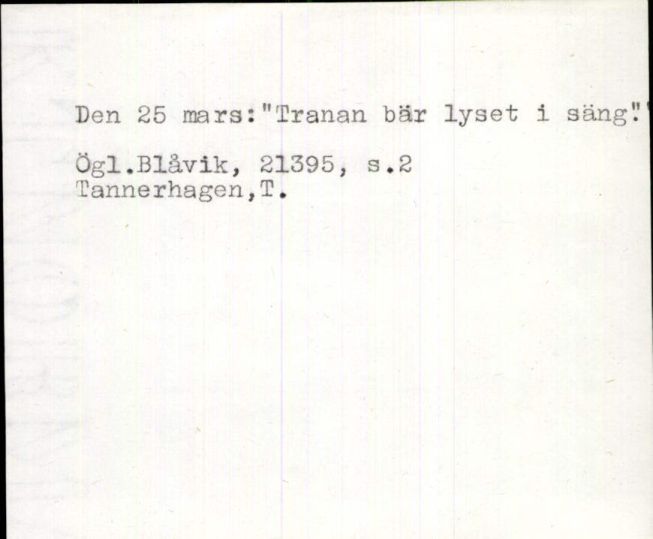 Den 25 mars:"Tranan bär lyset i säng."
Ögl.Blåvik, 21395, s.2
Tannerhagen,T.